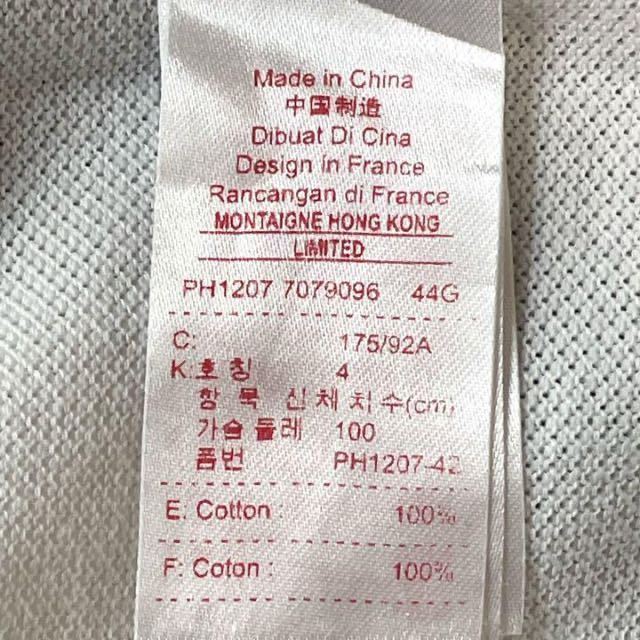 Made in China
中国制造
Dibuat Di Cina
Design in France
Rancangan di France
MONTAIGNE HONG KONG
LIMITED
PH1207 7079096 44G
C: 175/92A
K:호칭 4
항목 신체치수(cm)
가슴둘레 100
품번 PH1207-42
E: Cotton : 100%
F: Coton : 100%